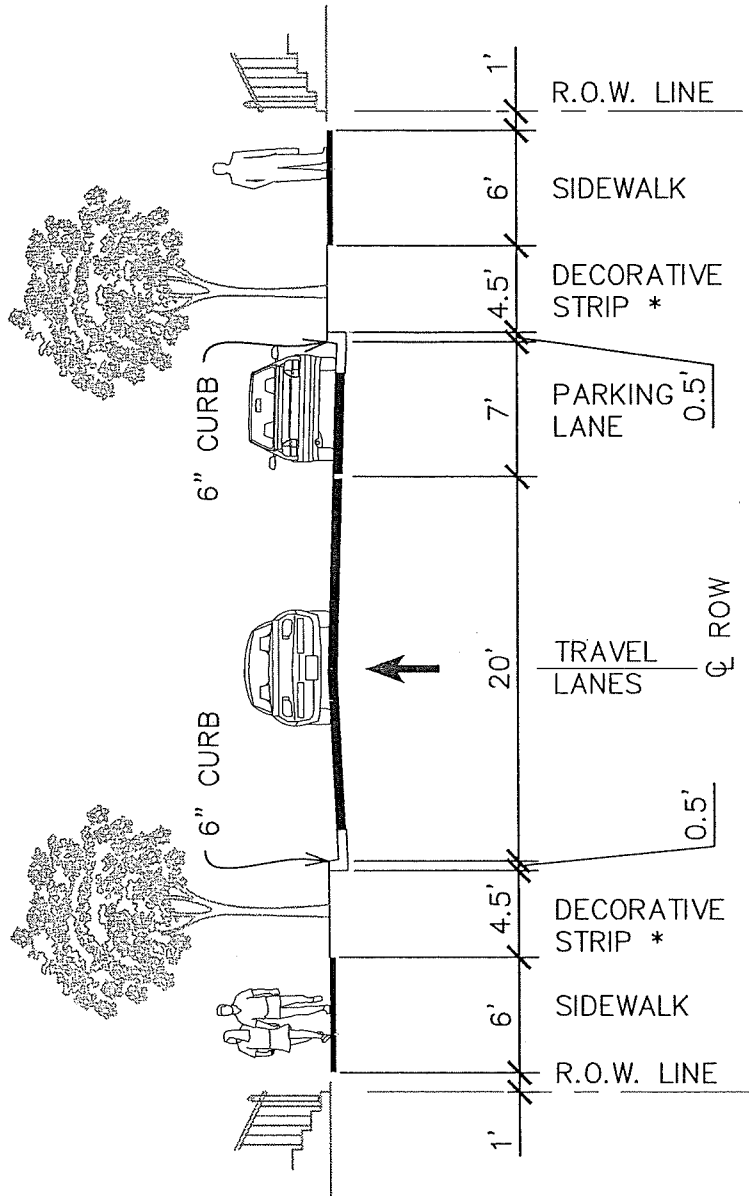 6" CURB
6" CURB
1'
6'
4.5'
20'
7'
4.5'
6'
1'
R.O.W. LINE
SIDEWALK
DECORATIVE
STRIP *
0.5'
TRAVEL
LANES
℄ ROW
PARKING
LANE
0.5'
DECORATIVE
STRIP *
SIDEWALK
R.O.W. LINE